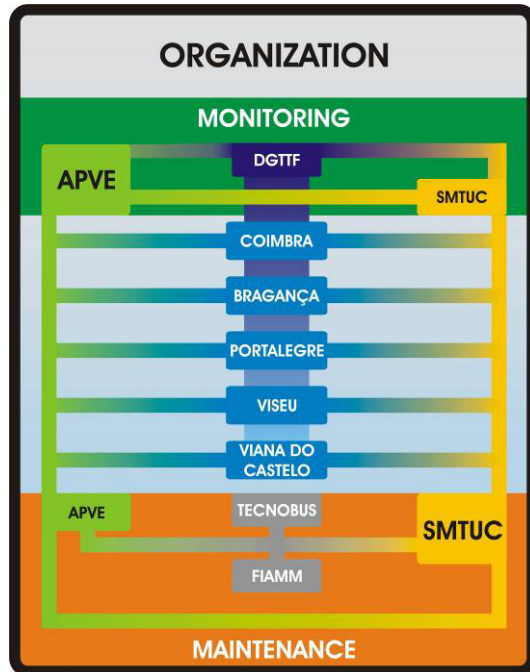 ORGANIZATION
MONITORING
DGTTF
APVE
SMTUC
COIMBRA
BRAGANÇA
PORTALEGRE
VISEU
VIANA DO
CASTELO
APVE
TECNOBUS
SMTUC
FIAMM
MAINTENANCE